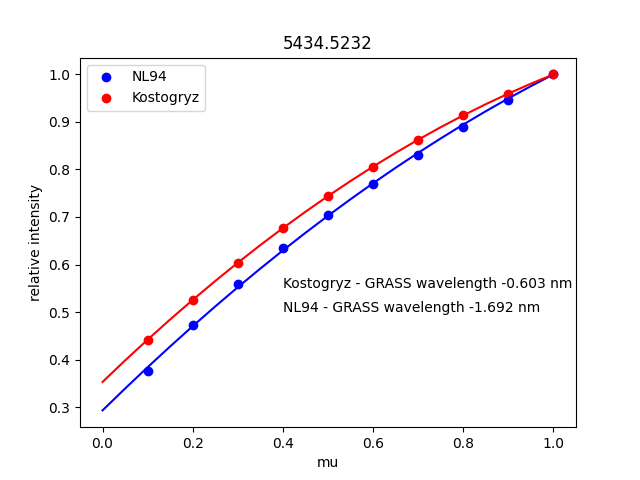 5434.5232
NL94
Kostogryz
relative intensity
1.0
0.9
0.8
0.7
0.6
0.5
0.4
0.3
Kostogryz - GRASS wavelength -0.603 nm
NL94 - GRASS wavelength -1.692 nm
0.0 0.2 0.4 0.6 0.8 1.0
mu